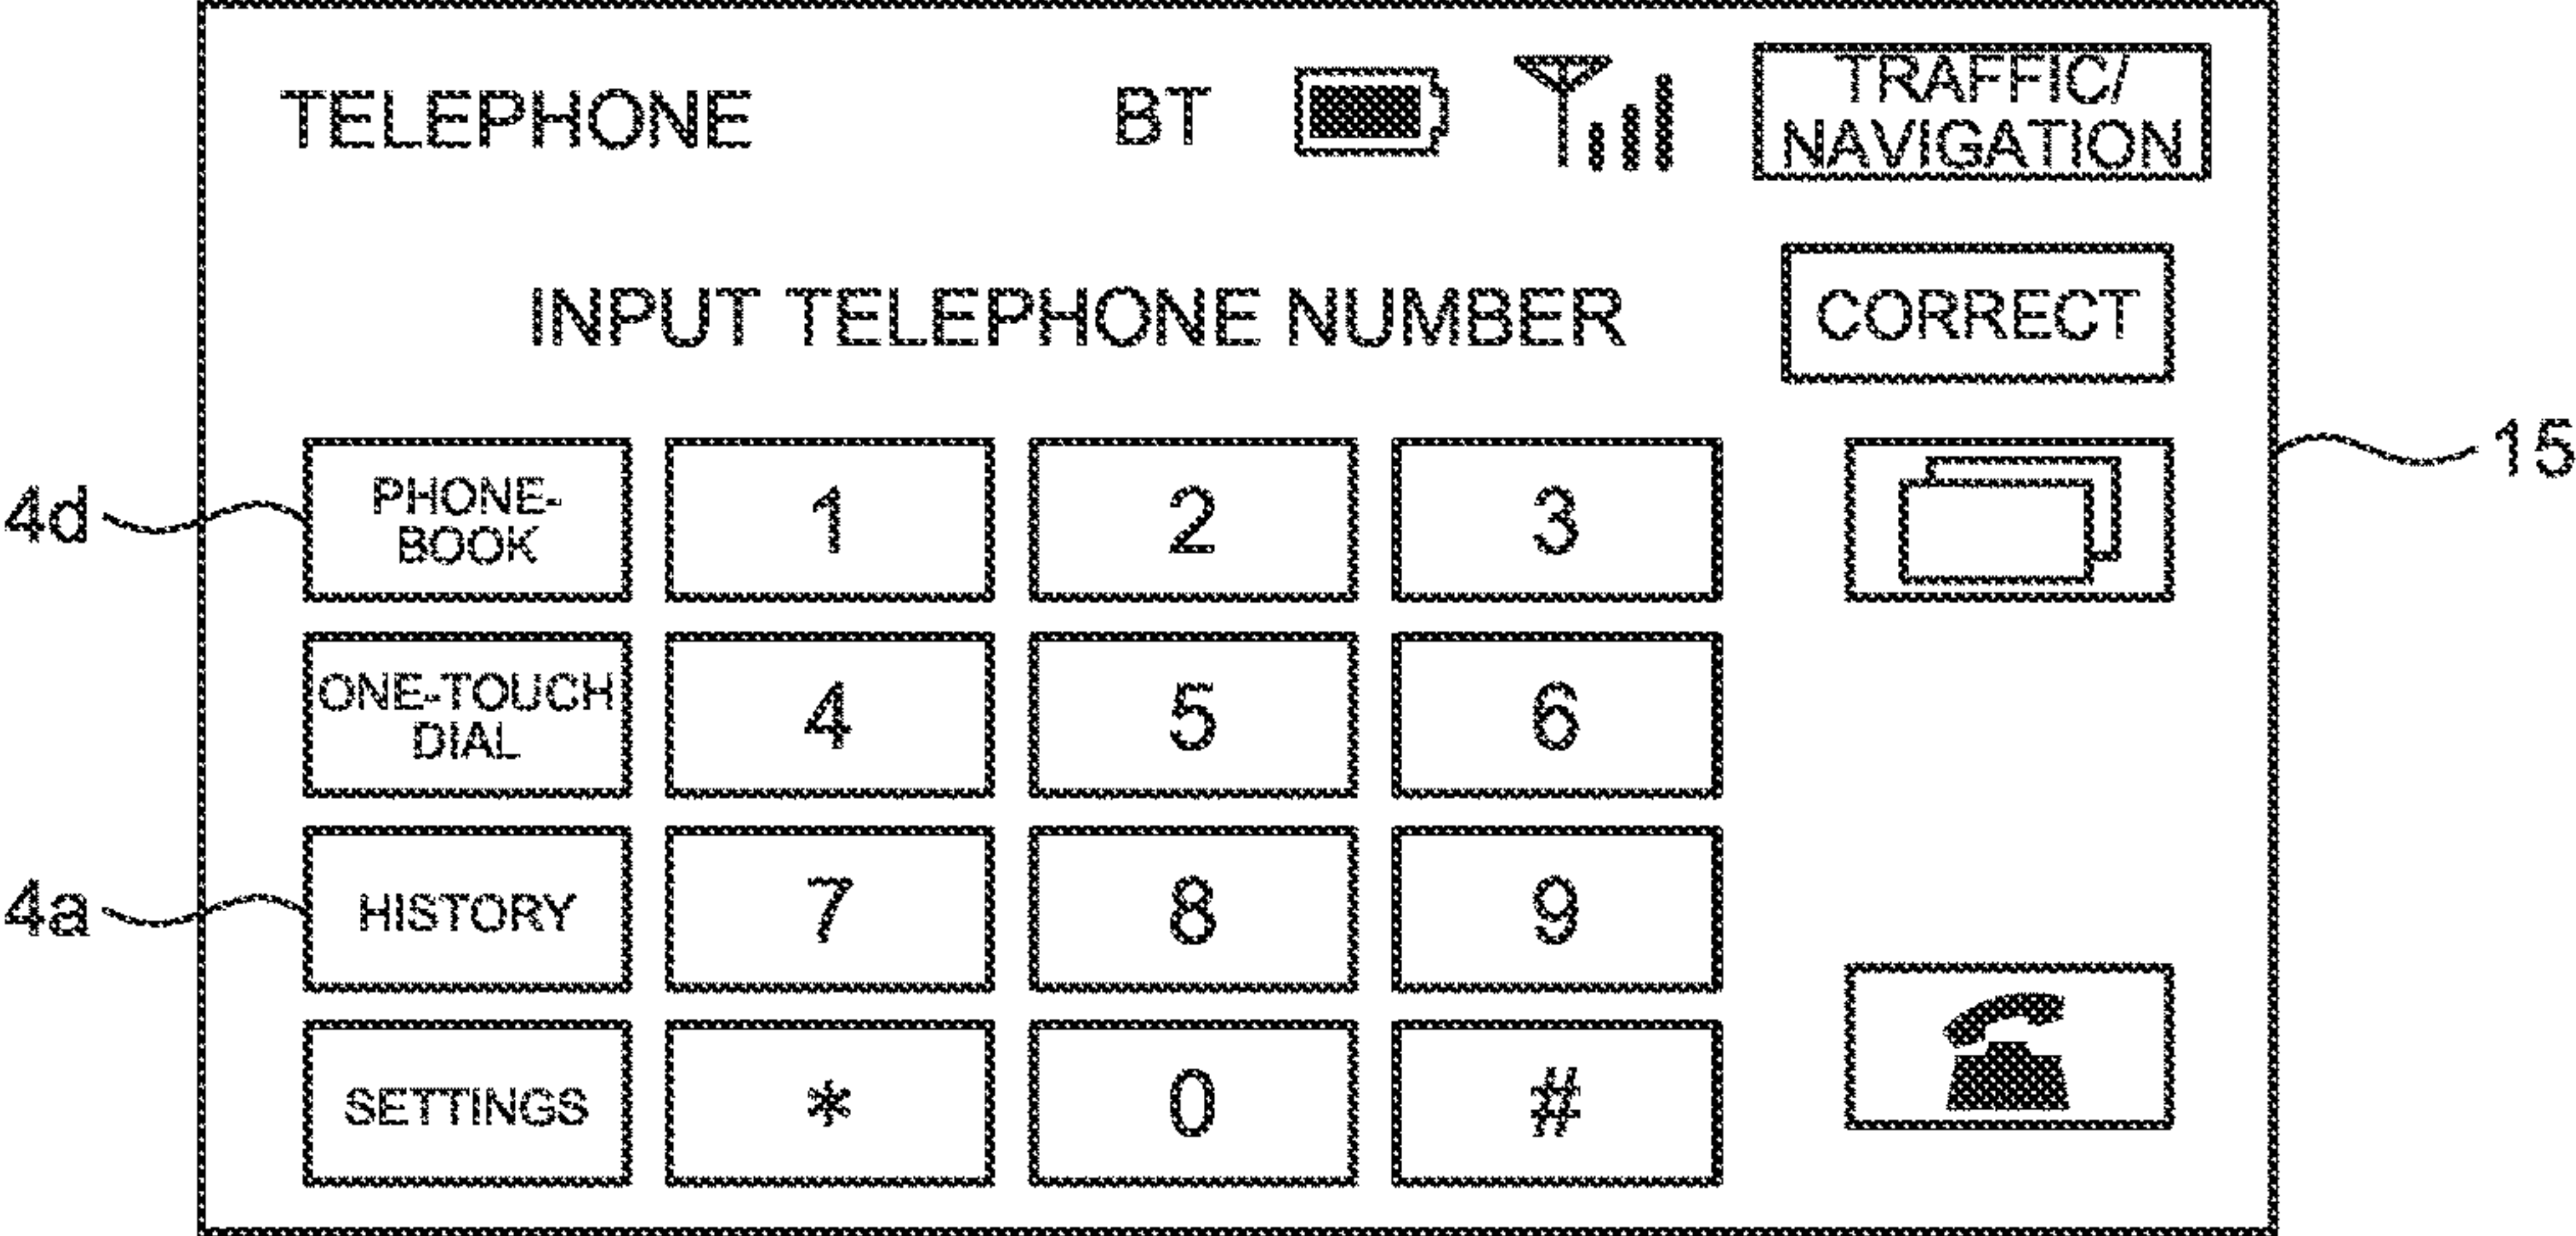 TELEPHONE
BT
TRAFFIC/
NAVIGATION
INPUT TELEPHONE NUMBER
CORRECT
15
4d
PHONE-
BOOK
1
2
3
ONE-TOUCH
DIAL
4
5
6
4a
HISTORY
7
8
9
SETTINGS
*
0
#